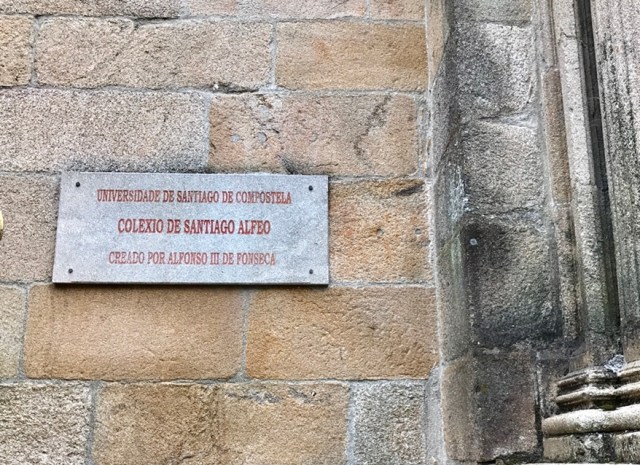 UNIVERSIDADE DE SANTIAGO DE COMPOSTELA
COLEXIO DE SANTIAGO ALFEO
CREADO POR ALFONSO III DE FONSECA